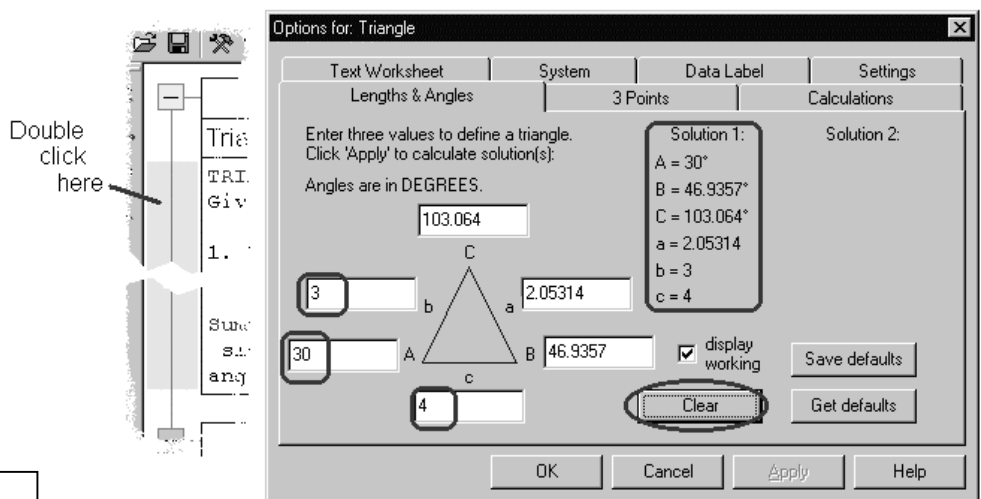 Double
click
here
Tria
TRI.
Giv
1.
Sum
si
ang
Options for: Triangle
Text Worksheet
System
Data Label
Settings
Lengths & Angles
3 Points
Calculations
Enter three values to define a triangle.
Click 'Apply' to calculate solution(s):
Angles are in DEGREES.
103.064
C
3
b
a
2.05314
30
A
B
46.9357
c
4
Solution 1:
A = 30°
B = 46.9357°
C = 103.064°
a = 2.05314
b = 3
c = 4
Solution 2:
display
working
Save defaults
Clear
Get defaults
OK
Cancel
Apply
Help